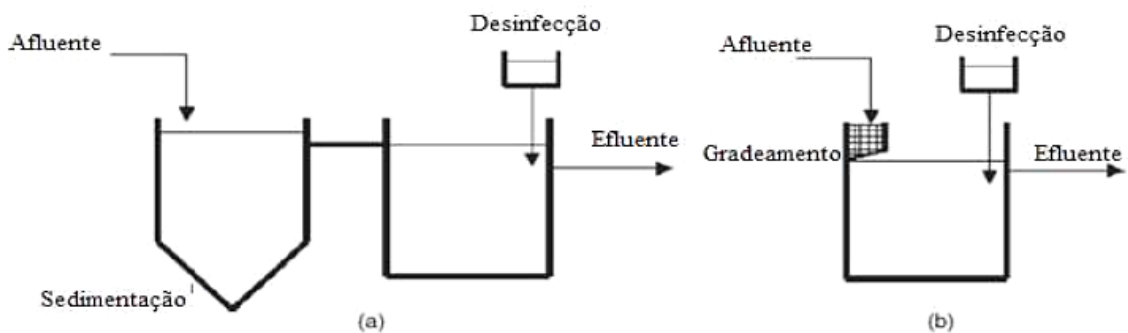 Desinfecção
Afluente
Efluente
Sedimentação
(a)
Desinfecção
Afluente
Gradeamento
Efluente
(b)